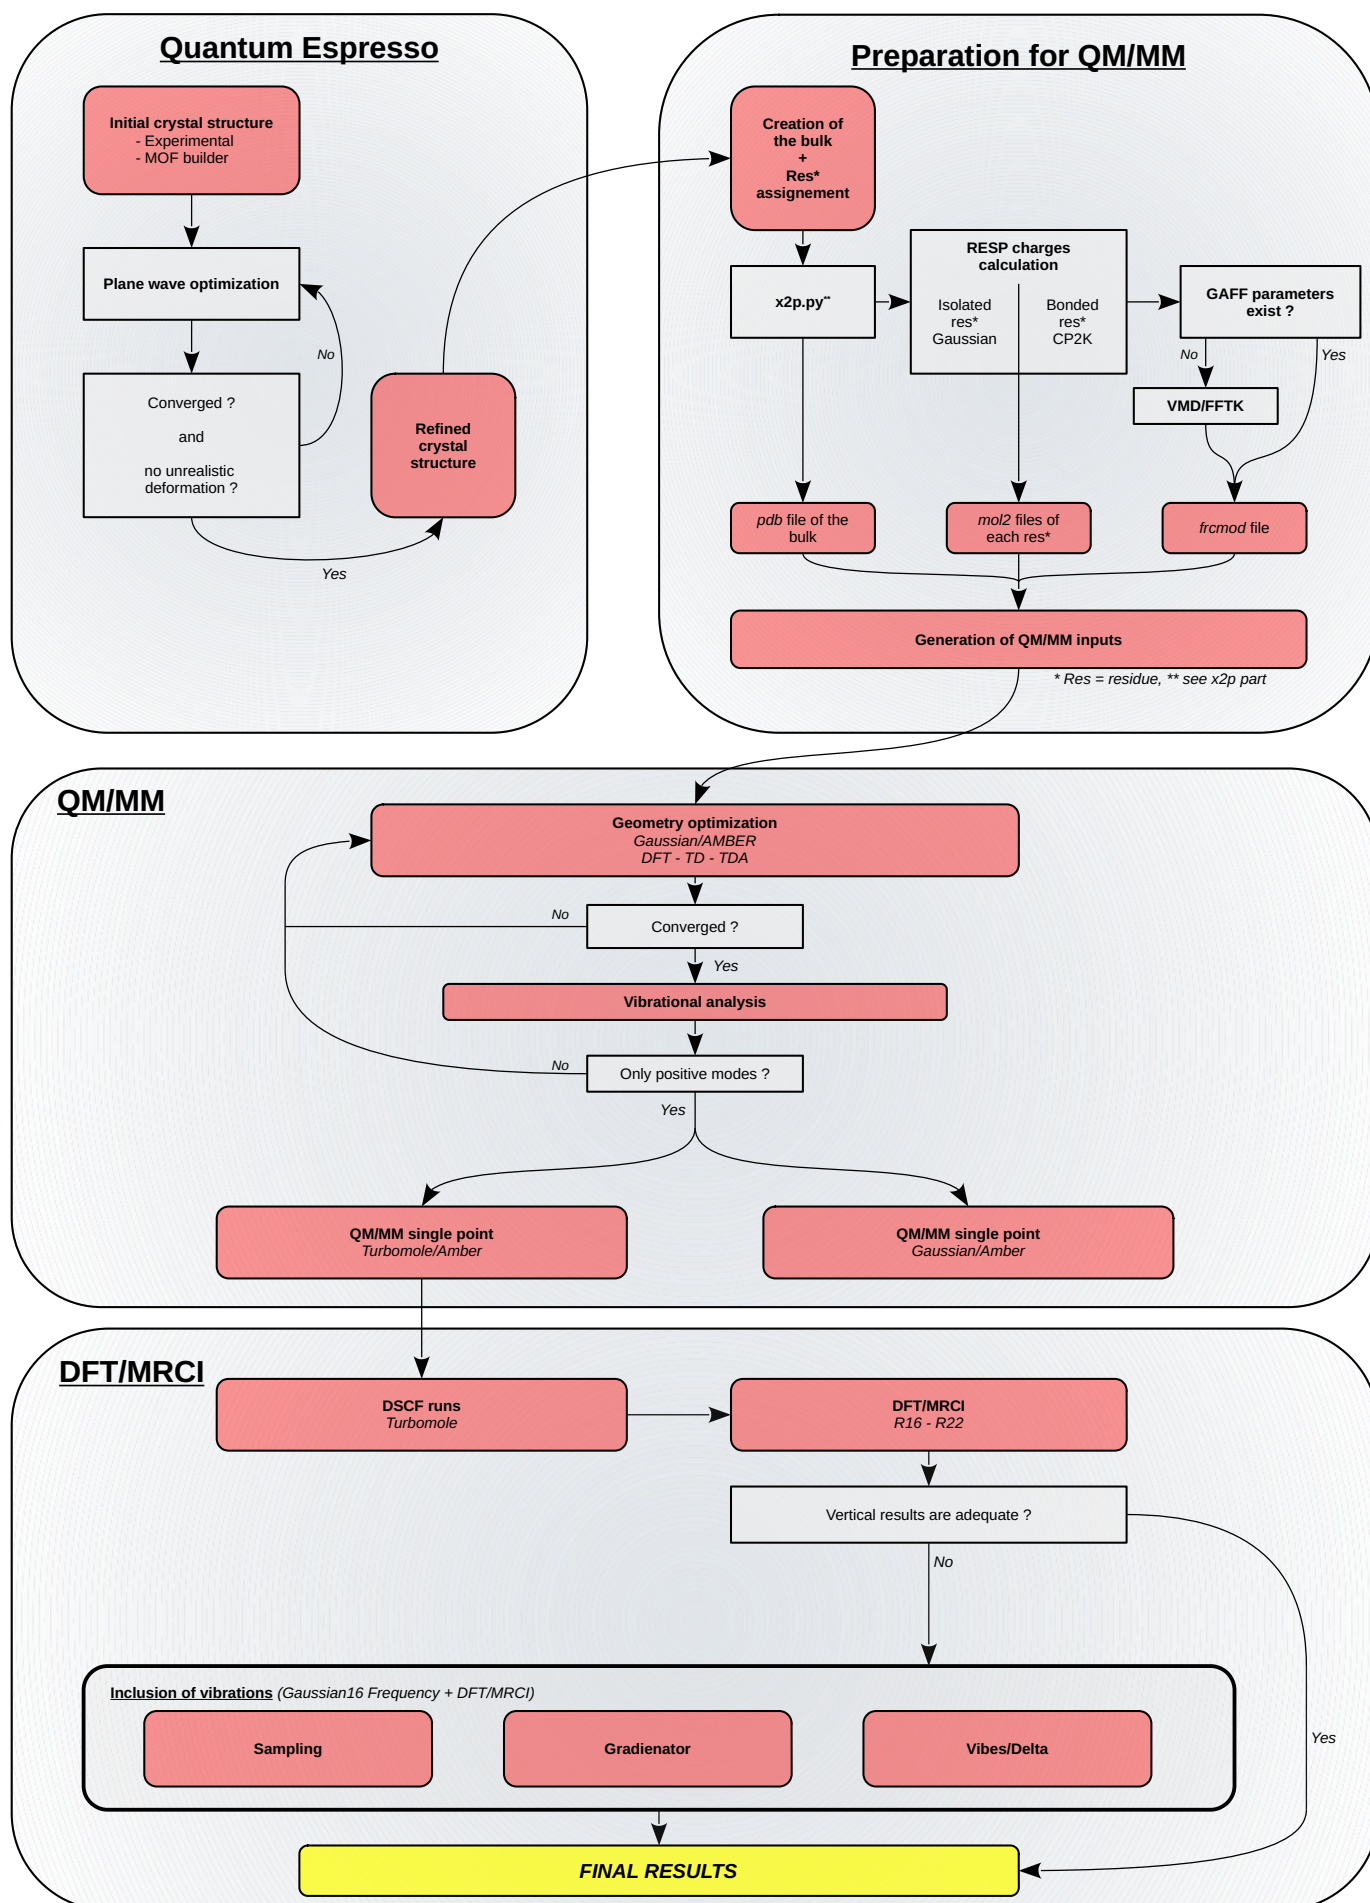 Quantum Espresso
Initial crystal structure
- Experimental
- MOF builder
Plane wave optimization
No
Converged ?
and
no unrealistic
deformation ?
Yes
Refined
crystal
structure
Preparation for QM/MM
Creation of
the bulk
+
Res*
assignement
x2p.py**
RESP charges
calculation
Isolated
res*
Gaussian
Bonded
res*
CP2K
GAFF parameters
exist ?
No
Yes
VMD/FFTK
pdb file of the
bulk
mol2 files of
each res*
frcmod file
Generation of QM/MM inputs
* Res = residue, ** see x2p part
QM/MM
Geometry optimization
Gaussian/AMBER
DFT - TD - TDA
No
Converged ?
Yes
Vibrational analysis
No
Only positive modes ?
Yes
QM/MM single point
Turbomole/Amber
QM/MM single point
Gaussian/Amber
DFT/MRCI
DSCF runs
Turbomole
DFT/MRCI
R16 - R22
Vertical results are adequate ?
No
Yes
Inclusion of vibrations (Gaussian16 Frequency + DFT/MRCI)
Sampling
Gradienator
Vibes/Delta
FINAL RESULTS